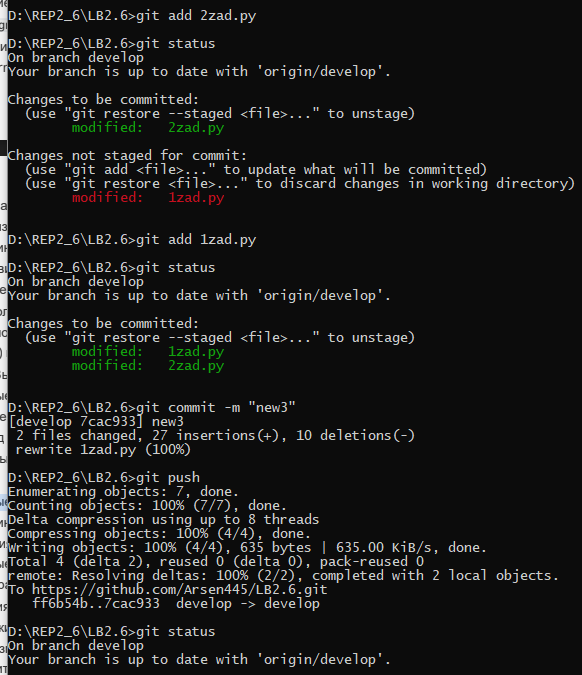 D:\REP2_6\LB2.6>git add 2zad.py
D:\REP2_6\LB2.6>git status
On branch develop
Your branch is up to date with 'origin/develop'.
Changes to be committed:
  (use "git restore --staged <file>..." to unstage)
        modified:   2zad.py
Changes not staged for commit:
  (use "git add <file>..." to update what will be committed)
  (use "git restore <file>..." to discard changes in working directory)
        modified:   1zad.py
D:\REP2_6\LB2.6>git add 1zad.py
D:\REP2_6\LB2.6>git status
On branch develop
Your branch is up to date with 'origin/develop'.
Changes to be committed:
  (use "git restore --staged <file>..." to unstage)
        modified:   1zad.py
        modified:   2zad.py
D:\REP2_6\LB2.6>git commit -m "new3"
[develop 7cac933] new3
 2 files changed, 27 insertions(+), 10 deletions(-)
 rewrite 1zad.py (100%)
D:\REP2_6\LB2.6>git push
Enumerating objects: 7, done.
Counting objects: 100% (7/7), done.
Delta compression using up to 8 threads
Compressing objects: 100% (4/4), done.
Writing objects: 100% (4/4), 635 bytes | 635.00 KiB/s, done.
Total 4 (delta 2), reused 0 (delta 0), pack-reused 0
remote: Resolving deltas: 100% (2/2), completed with 2 local objects.
To https://github.com/Arsen445/LB2.6.git
   ff6b54b..7cac933  develop -> develop
D:\REP2_6\LB2.6>git status
On branch develop
Your branch is up to date with 'origin/develop'.